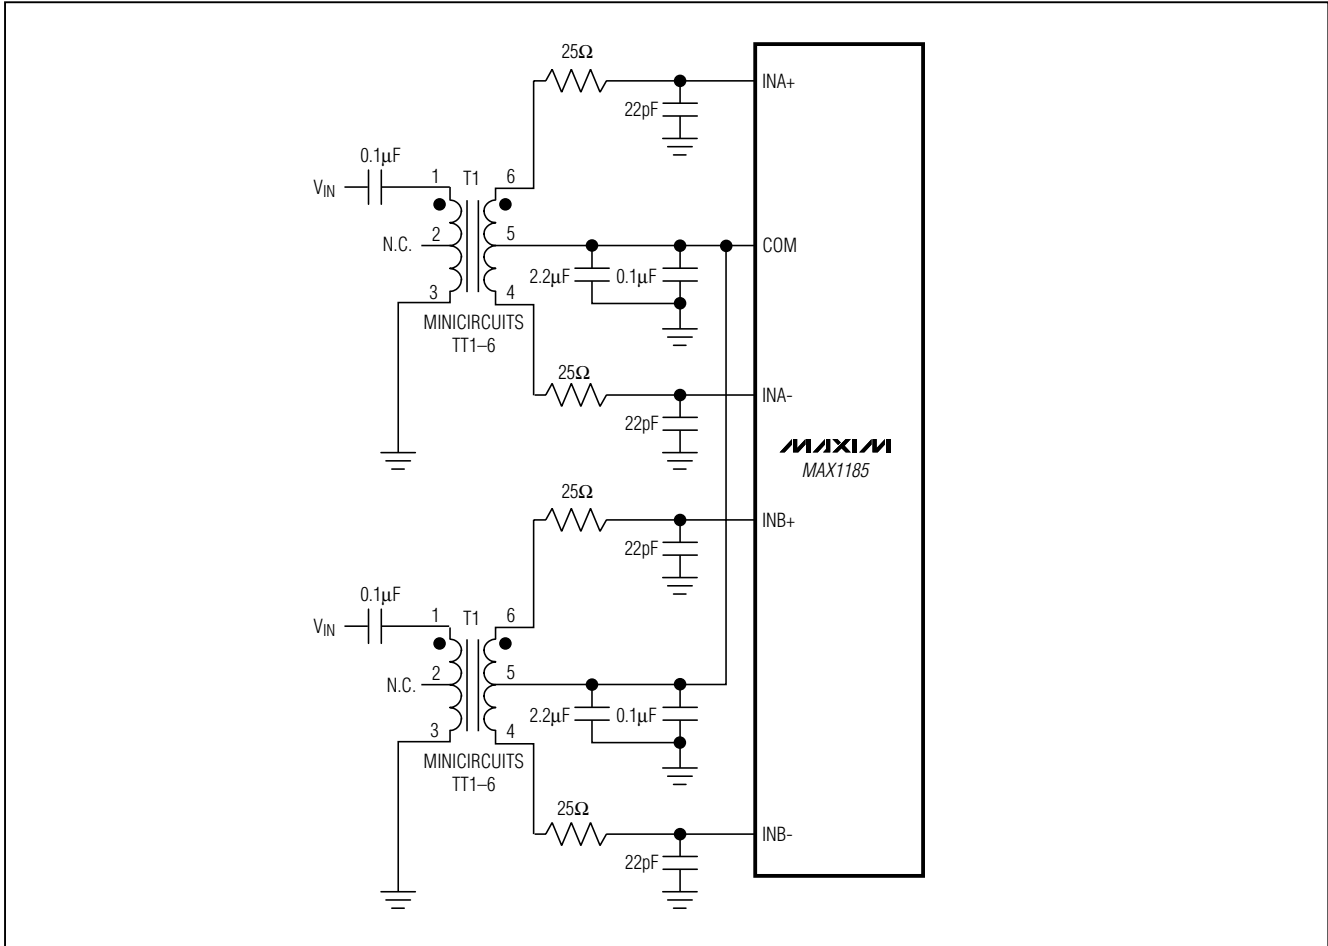 25Ω
INA+
22pF
0.1μF
VIN
1
T1
6
N.C.
2
5
COM
2.2μF
0.1μF
3
4
MINICIRCUITS
TT1–6
25Ω
INA-
22pF
MAXIM
MAX1185
25Ω
INB+
22pF
0.1μF
VIN
1
T1
6
N.C.
2
5
2.2μF
0.1μF
3
4
MINICIRCUITS
TT1–6
25Ω
INB-
22pF